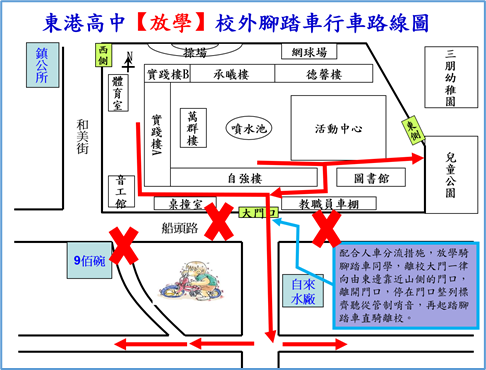 東港高中【放學】校外腳踏車行車路線圖
鎮公所
西側
N
操場
網球場
三朋幼稚園
體育室
實踐樓B
承曦樓
德馨樓
和美街
實踐樓A
萬群樓
噴水池
活動中心
東側
兒童公園
自強樓
圖書館
音工館
桌撞室
大門口
教職員車棚
船頭路
9佰碗
自來水廠
配合人車分流措施，放學騎
腳踏車同學，離校大門一律
向由東邊靠近山側的門口，
離開門口，停在門口整列標
齊聽從管制哨音，再起踏腳
踏車直騎離校。